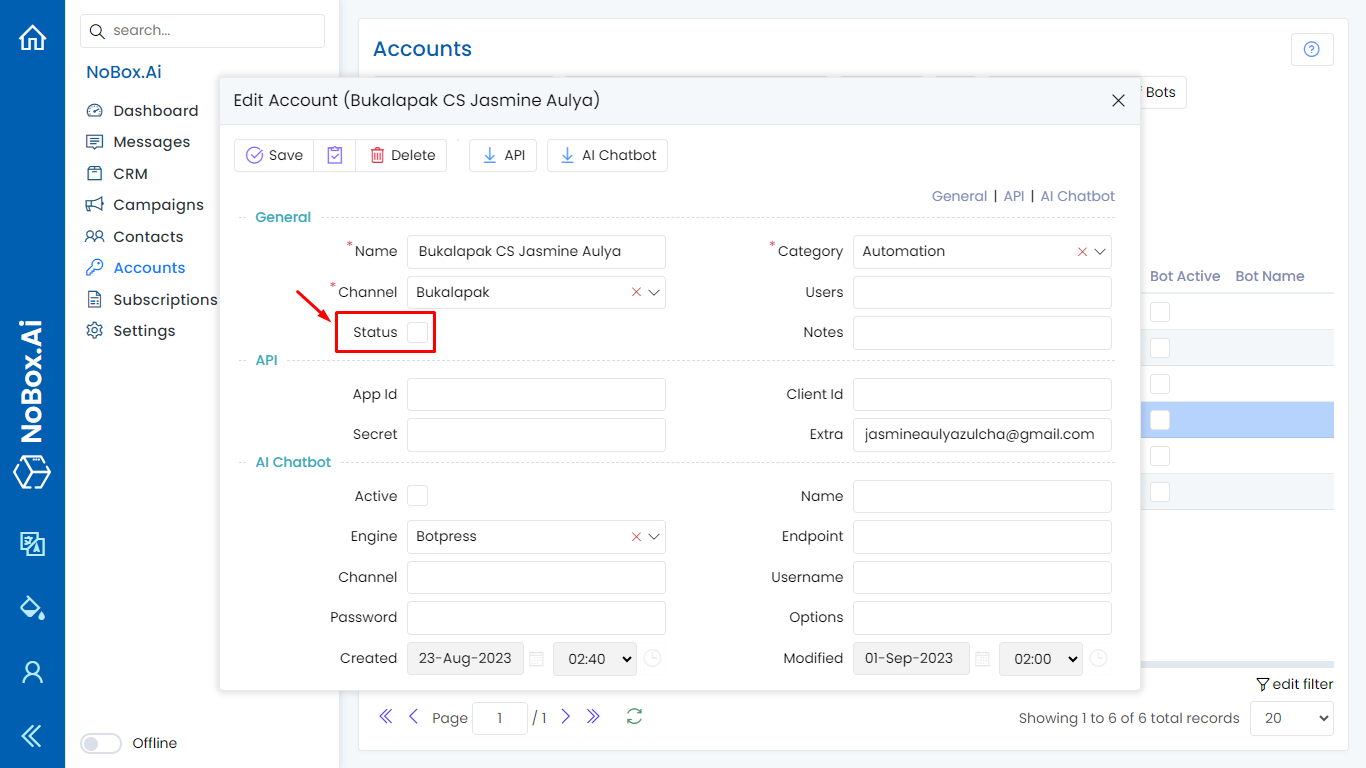 search...
NoBox.Ai
Dashboard
Messages
CRM
Campaigns
Contacts
Accounts
Subscriptions
Settings
Offline
NoBox.Ai
Accounts
Bots
Edit Account (Bukalapak CS Jasmine Aulya)
Save Delete API AI Chatbot
General | API | AI Chatbot
General
*Name Bukalapak CS Jasmine Aulya *Category Automation
*Channel Bukalapak Users
Status Notes
API
App Id Client Id
Secret Extra jasmineaulyazulcha@gmail.com
AI Chatbot
Active Name
Engine Botpress Endpoint
Channel Username
Password Options
Created 23-Aug-2023 02:40 Modified 01-Sep-2023 02:00
Bot Active Bot Name
edit filter
Page 1 / 1 Showing 1 to 6 of 6 total records 20